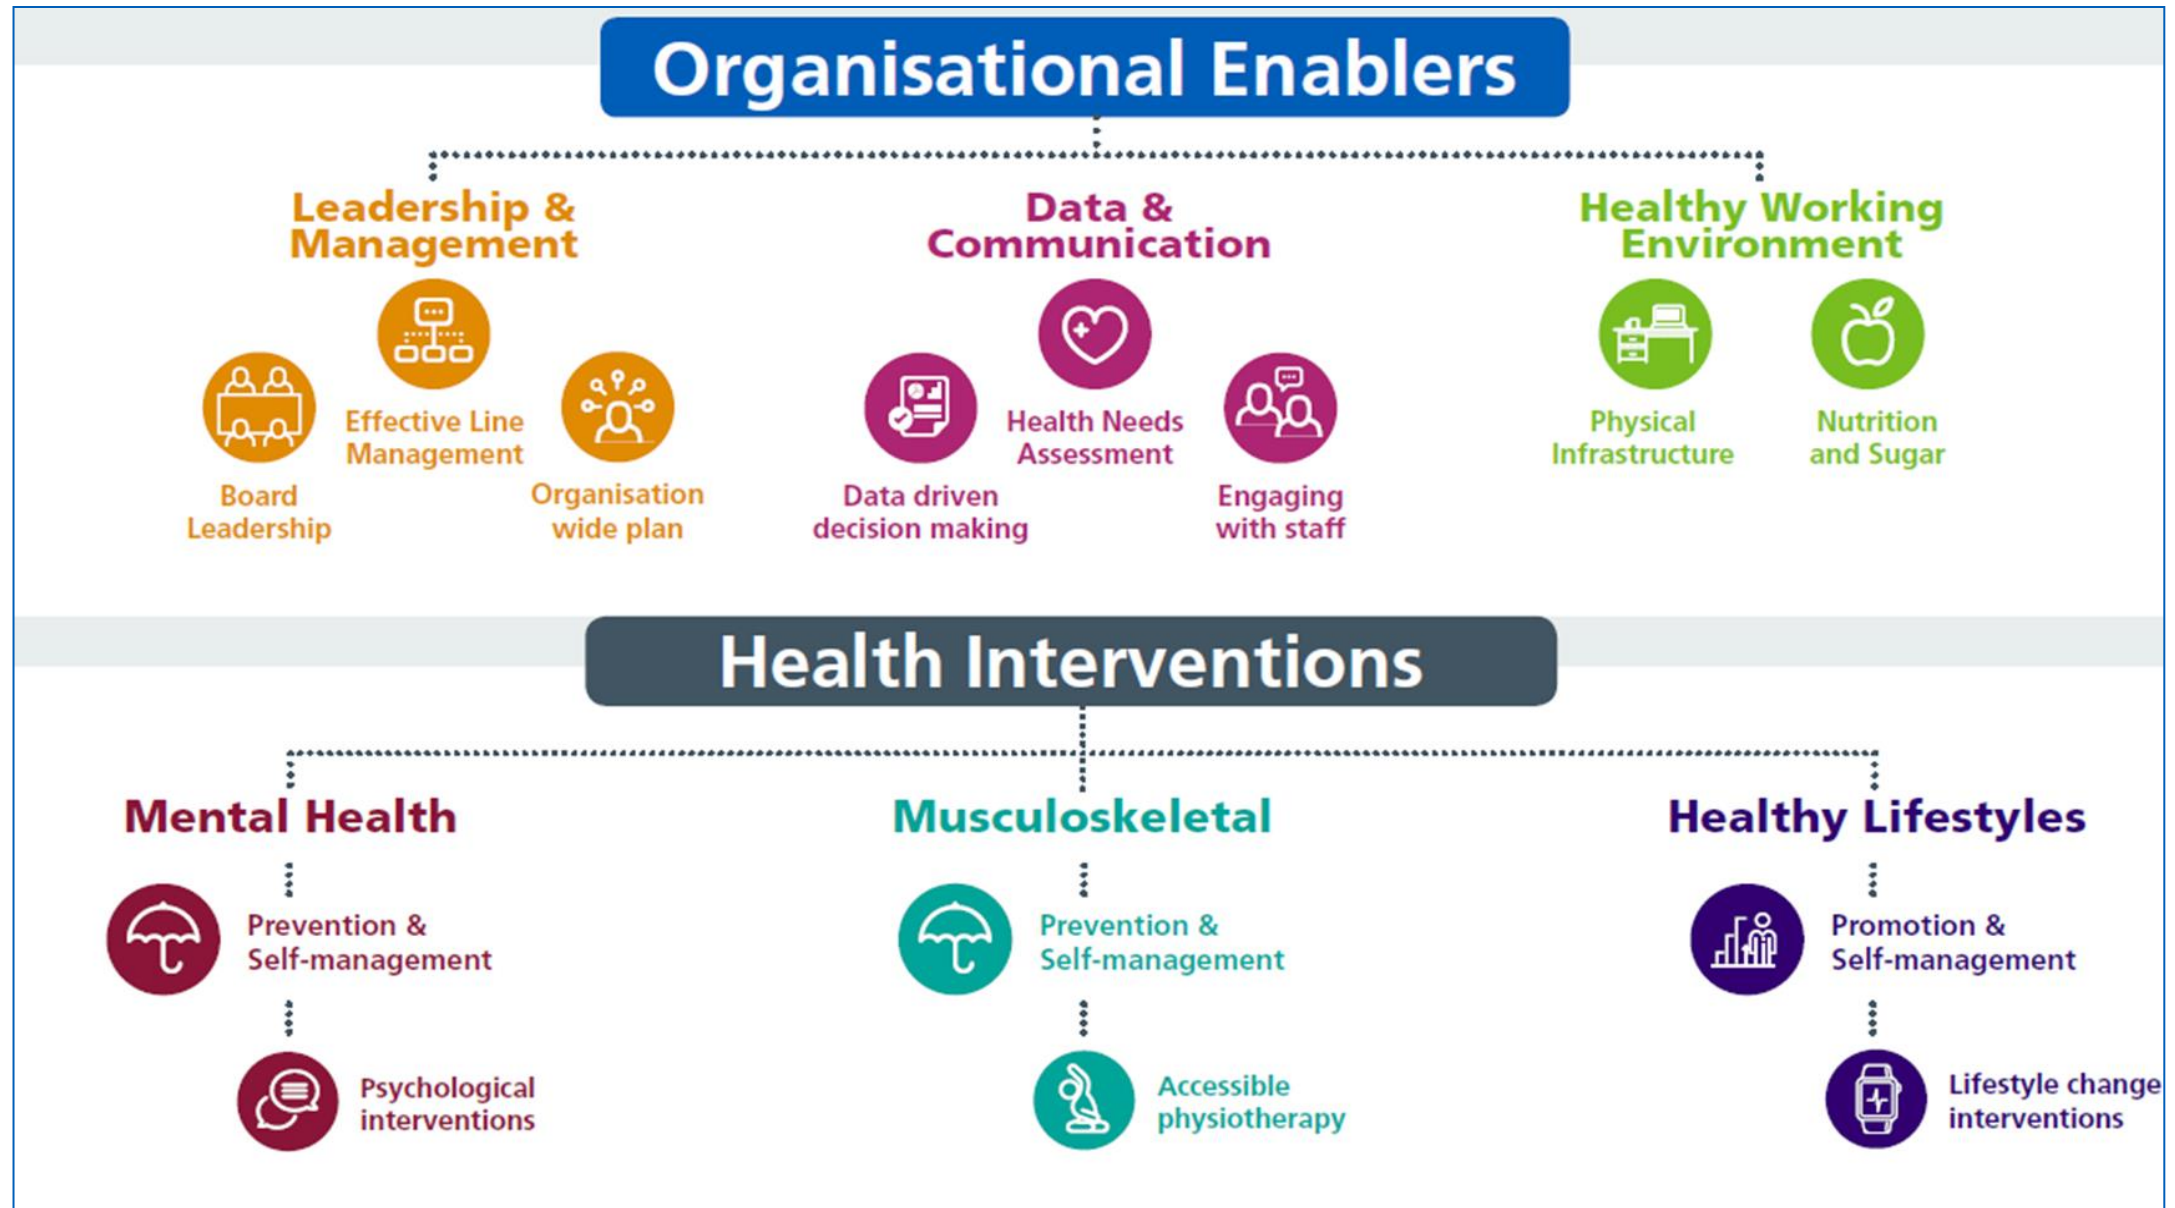 Organisational Enablers
Leadership &
Management
Effective Line
Management
Board
Leadership
Organisation
wide plan
Data &
Communication
Health Needs
Assessment
Data driven
decision making
Engaging
with staff
Healthy Working
Environment
Physical
Infrastructure
Nutrition
and Sugar
Health Interventions
Mental Health
Prevention &
Self-management
Psychological
interventions
Musculoskeletal
Prevention &
Self-management
Accessible
physiotherapy
Healthy Lifestyles
Promotion &
Self-management
Lifestyle change
interventions